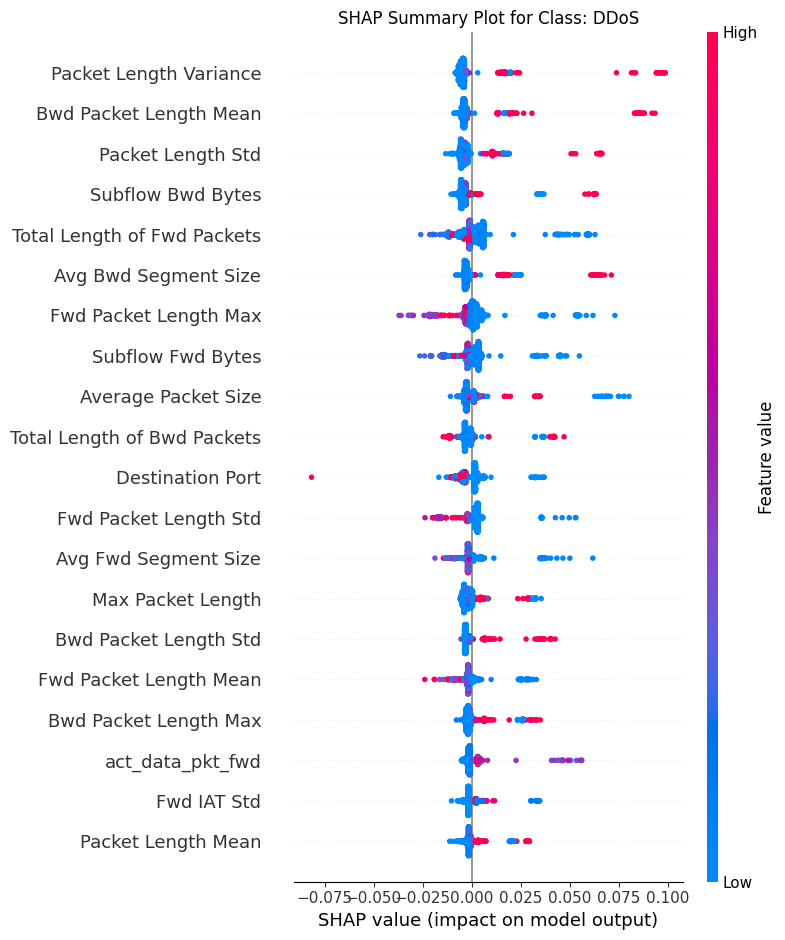 SHAP Summary Plot for Class: DDoS
High
Packet Length Variance
Bwd Packet Length Mean
Packet Length Std
Subflow Bwd Bytes
Total Length of Fwd Packets
Avg Bwd Segment Size
Fwd Packet Length Max
Subflow Fwd Bytes
Average Packet Size
Total Length of Bwd Packets
Destination Port
Fwd Packet Length Std
Avg Fwd Segment Size
Max Packet Length
Bwd Packet Length Std
Fwd Packet Length Mean
Bwd Packet Length Max
act_data_pkt_fwd
Fwd IAT Std
Packet Length Mean
Feature value
Low
−0.075 −0.050 −0.025 0.000 0.025 0.050 0.075 0.100
SHAP value (impact on model output)